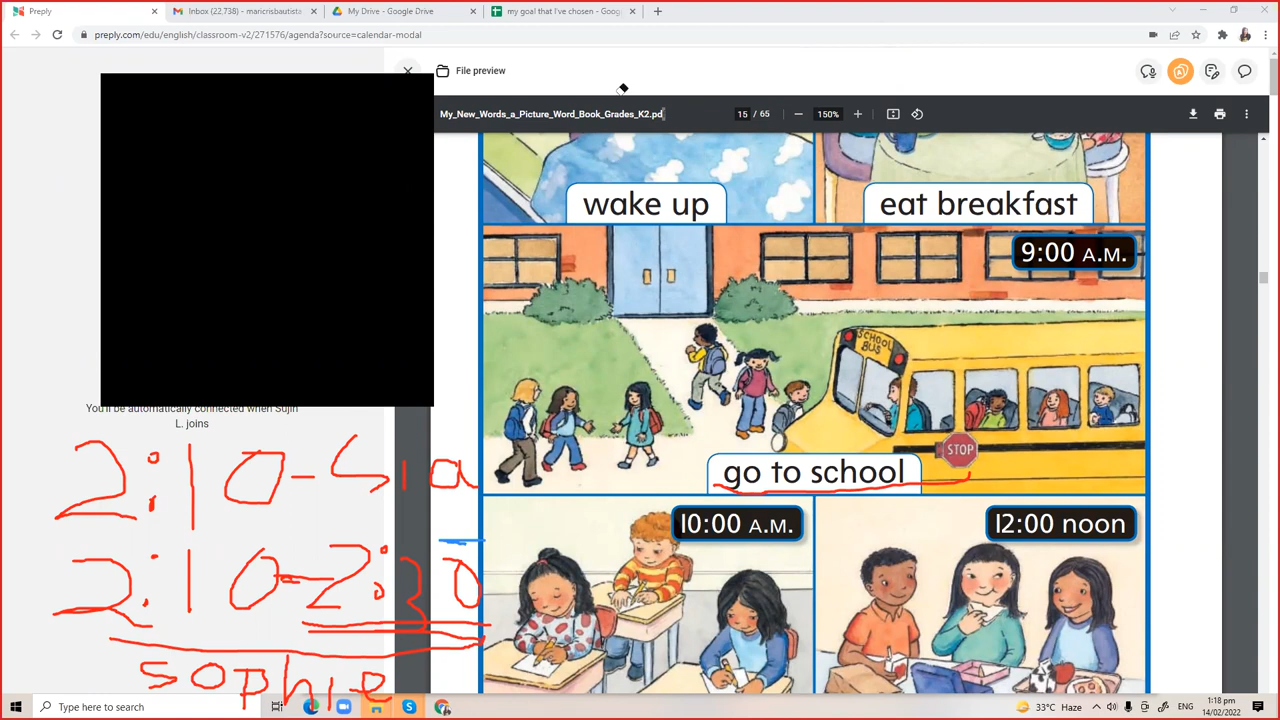 Preply
Inbox (22,738) - maricrisbautista
My Drive - Google Drive
my goal that I've chosen - Goog
preply.com/edu/english/classroom-v2/271576/agenda?source=calendar-modal
File preview
My_New_Words_a_Picture_Word_Book_Grades_K2.pd
15 / 65
150%
wake up
eat breakfast
9:00 A.M.
SCHOOL BUS
STOP
go to school
You'll be automatically connected when Sujin
L. joins
2:10-Sia
2:10-2:30
sophie
10:00 A.M.
12:00 noon
Type here to search
33°C Haze
ENG
1:18 pm
14/02/2022